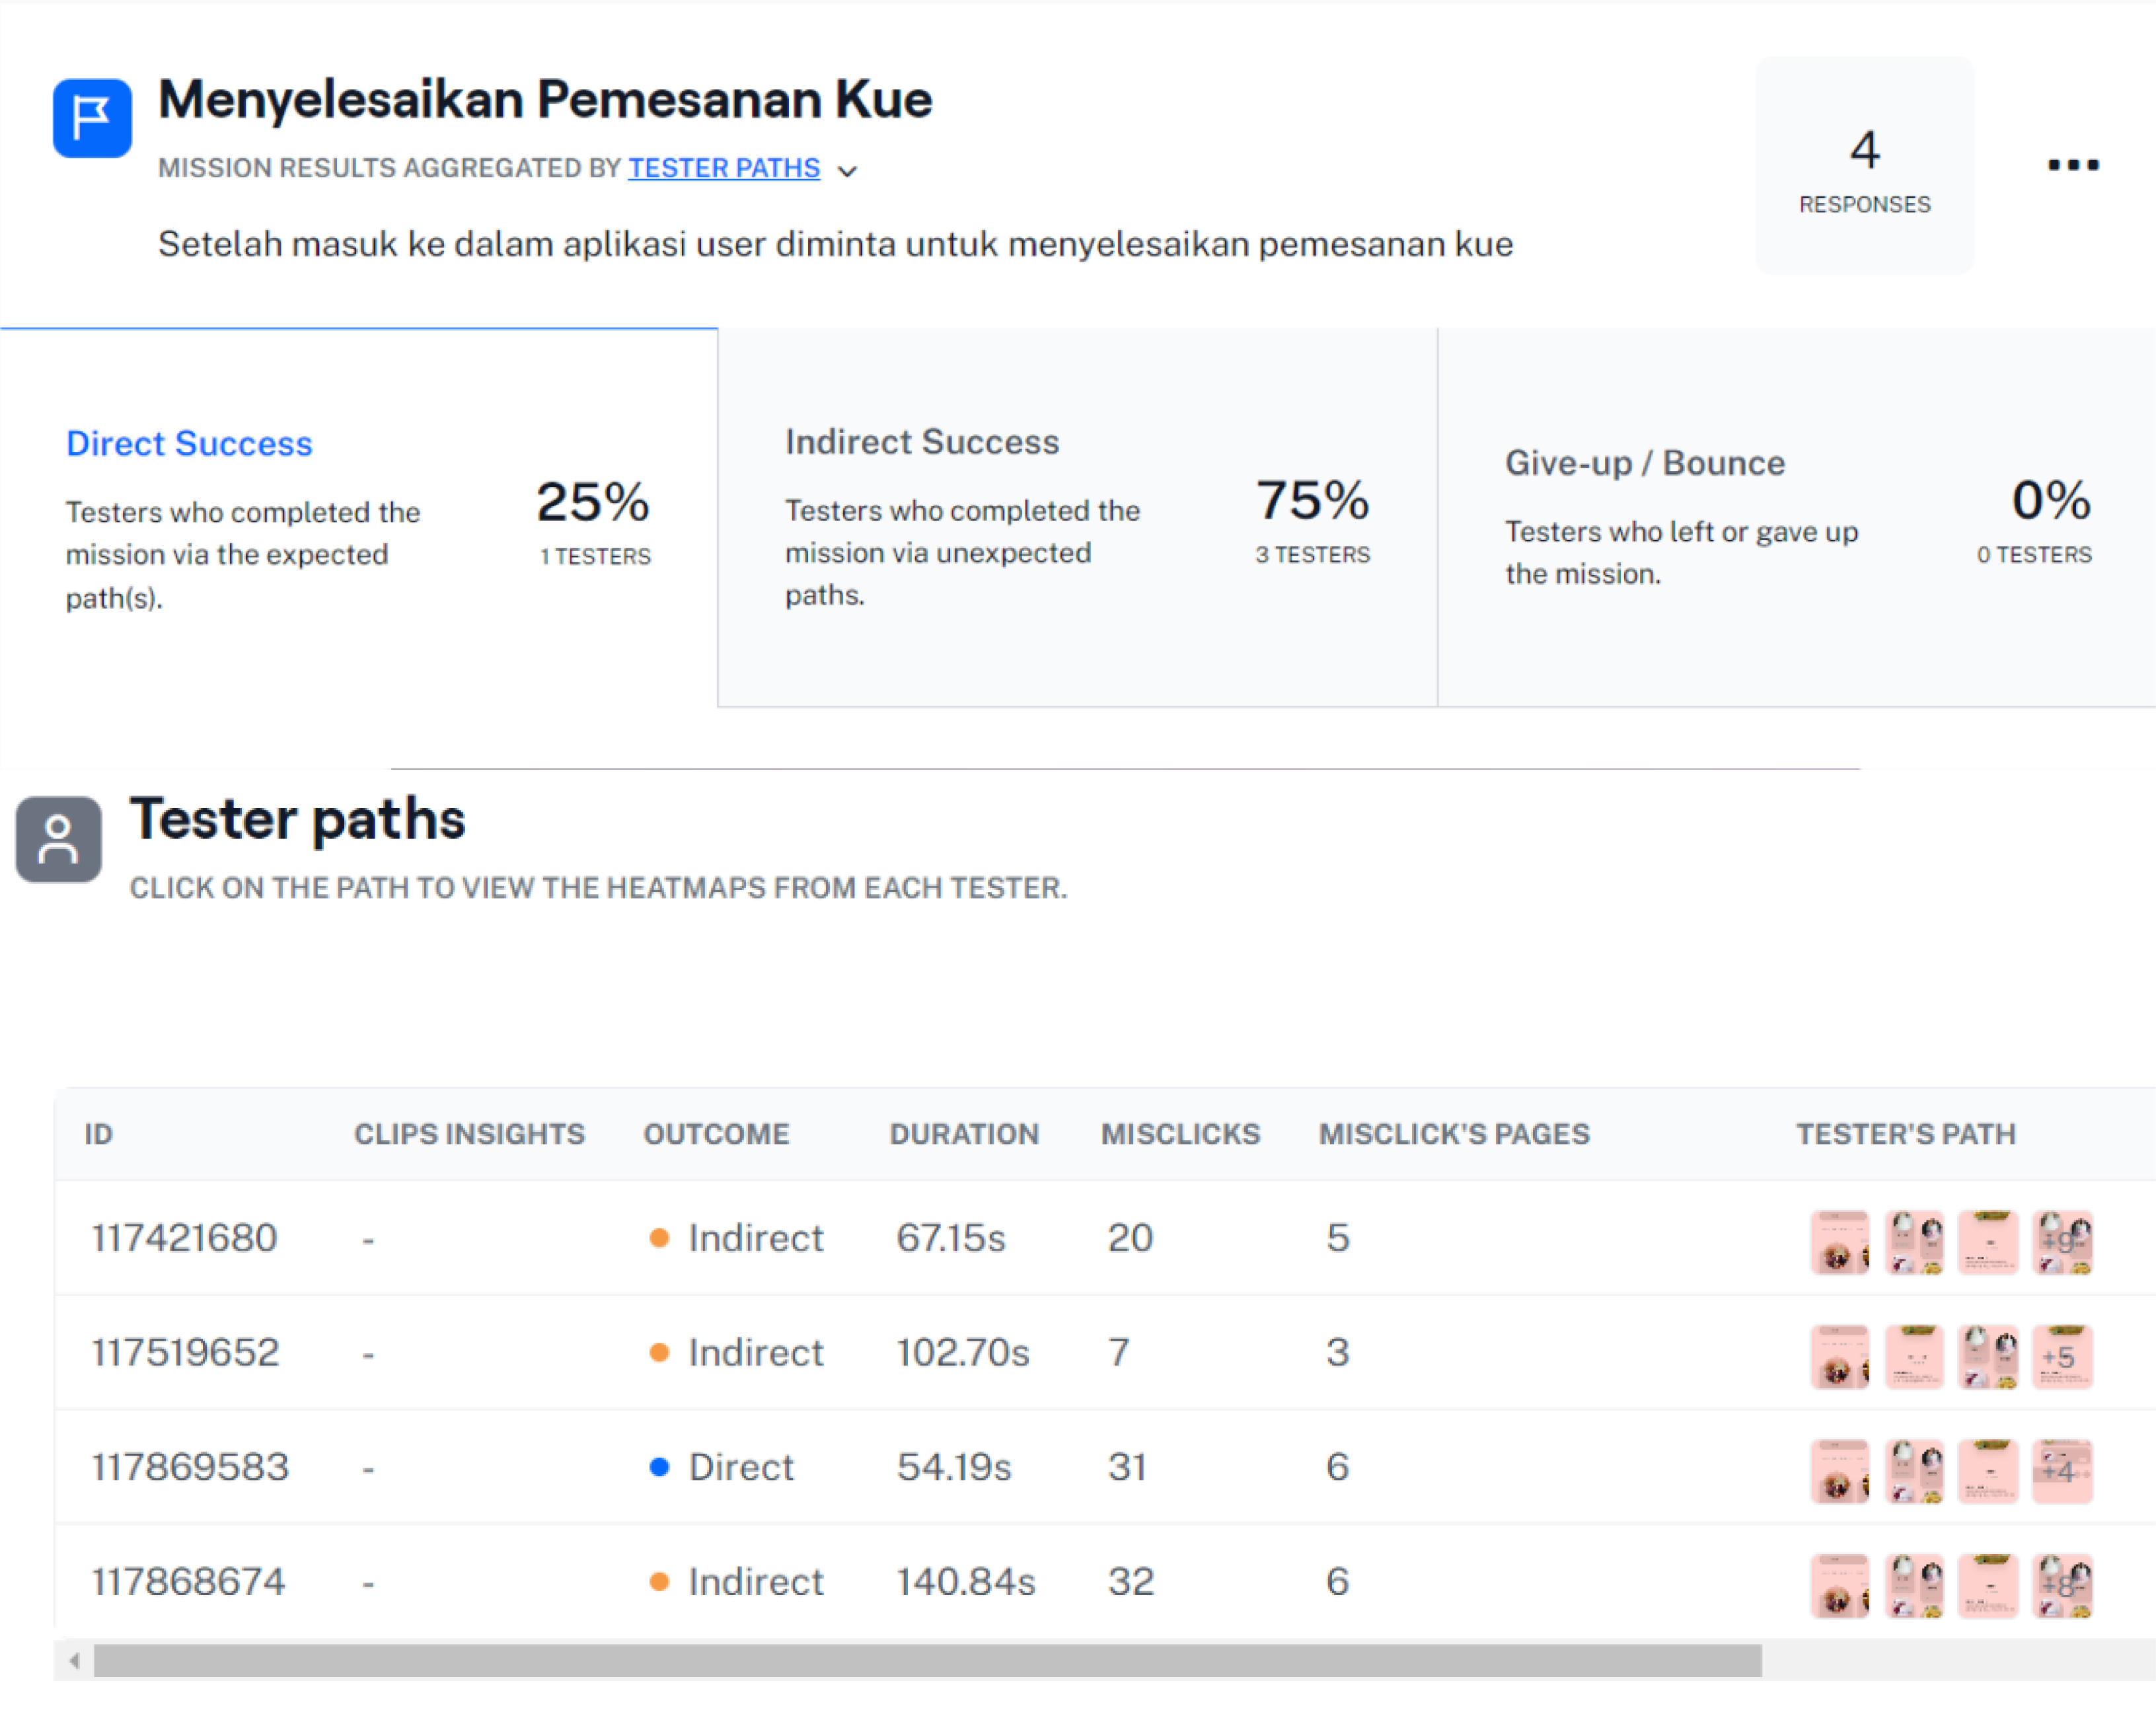 Menyelesaikan Pemesanan Kue
MISSION RESULTS AGGREGATED BY TESTER PATHS
Setelah masuk ke dalam aplikasi user diminta untuk menyelesaikan pemesanan kue
4
RESPONSES
Direct Success
Testers who completed the
mission via the expected
path(s).
25%
1 TESTERS
Indirect Success
Testers who completed the
mission via unexpected
paths.
75%
3 TESTERS
Give-up / Bounce
Testers who left or gave up
the mission.
0%
0 TESTERS
Tester paths
CLICK ON THE PATH TO VIEW THE HEATMAPS FROM EACH TESTER.
ID CLIPS INSIGHTS OUTCOME DURATION MISCLICKS MISCLICK'S PAGES TESTER'S PATH
117421680 - Indirect 67.15s 20 5 +9
117519652 - Indirect 102.70s 7 3 +5
117869583 - Direct 54.19s 31 6 +4
117868674 - Indirect 140.84s 32 6 +8